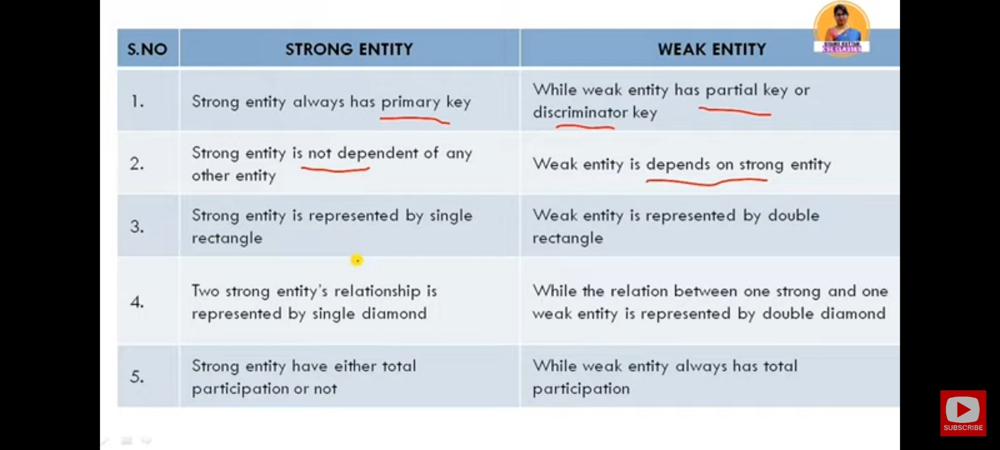 S.NO STRONG ENTITY WEAK ENTITY
CSE CLASSES
1. Strong entity always has primary key
While weak entity has partial key or
discriminator key
2. Strong entity is not dependent of any
other entity
Weak entity is depends on strong entity
3. Strong entity is represented by single
rectangle
Weak entity is represented by double
rectangle
4. Two strong entity's relationship is
represented by single diamond
While the relation between one strong and one
weak entity is represented by double diamond
5. Strong entity have either total
participation or not
While weak entity always has total
participation
SUBSCRIBE